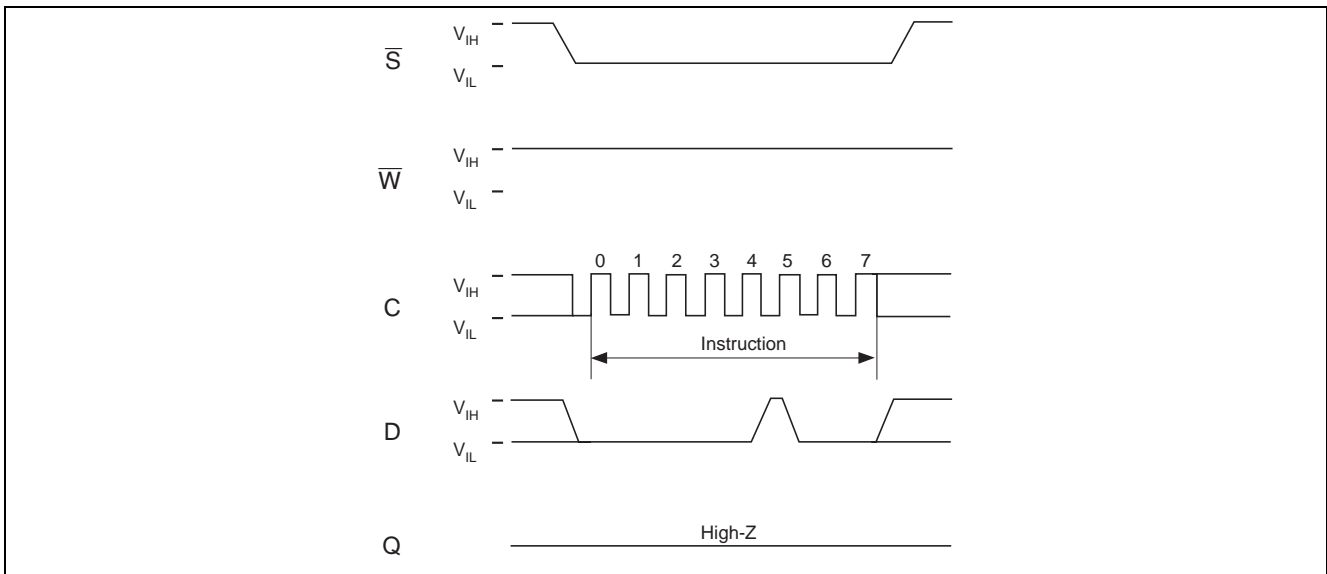 V_IH
S̅
V_IL
V_IH
W̅
V_IL
0 1 2 3 4 5 6 7
V_IH
C
V_IL
Instruction
V_IH
D
V_IL
High-Z
Q